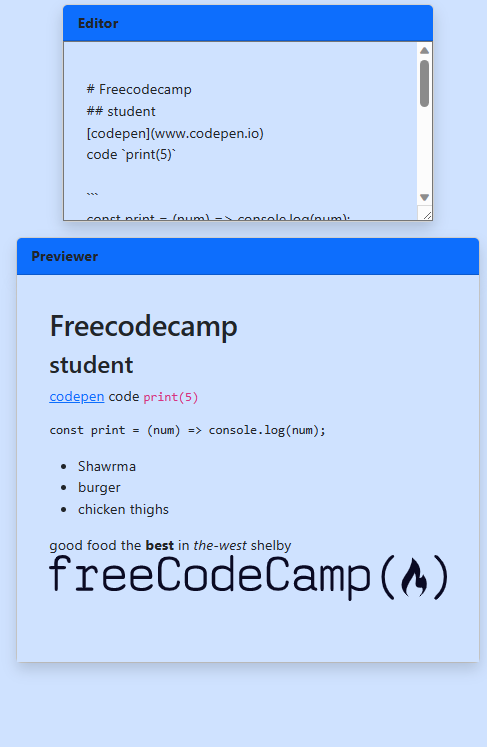 Editor
# Freecodecamp
## student
[codepen](www.codepen.io)
code `print(5)`
```
const print = (num) => console.log(num);
Previewer
Freecodecamp
student
codepen code print(5)
const print = (num) => console.log(num);
Shawrma
burger
chicken thighs
good food the best in the-west shelby
freeCodeCamp(
)